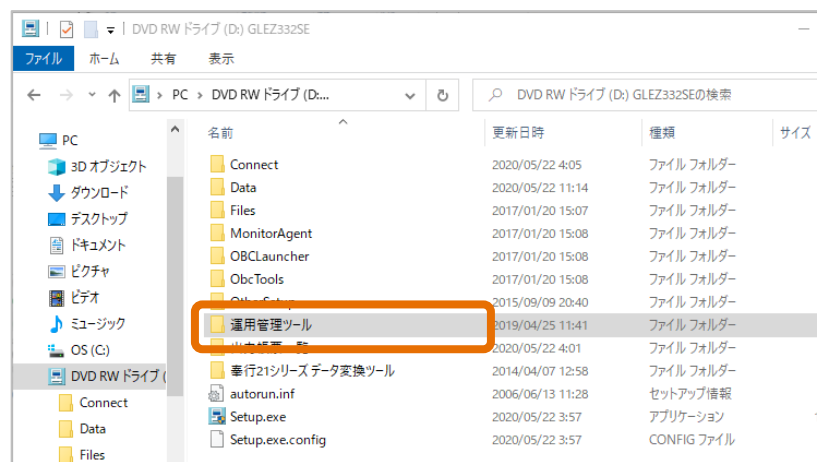 DVD RW ドライブ (D:) GLEZ332SE
ファイル ホーム 共有 表示
PC › DVD RW ドライブ (D:...
DVD RW ドライブ (D:) GLEZ332SEの検索
PC
3D オブジェクト
ダウンロード
デスクトップ
ドキュメント
ピクチャ
ビデオ
ミュージック
OS (C:)
DVD RW ドライブ (
Connect
Data
Files
名前 更新日時 種類 サイズ
Connect 2020/05/22 4:05 ファイル フォルダー
Data 2020/05/22 11:14 ファイル フォルダー
Files 2017/01/20 15:07 ファイル フォルダー
MonitorAgent 2017/01/20 15:08 ファイル フォルダー
OBCLauncher 2017/01/20 15:08 ファイル フォルダー
ObcTools 2017/01/20 15:08 ファイル フォルダー
OtherSetup 2015/09/09 20:40 ファイル フォルダー
運用管理ツール 2019/04/25 11:41 ファイル フォルダー
出力帳票一覧 2020/05/22 4:01 ファイル フォルダー
奉行21シリーズ データ変換ツール 2014/04/07 12:58 ファイル フォルダー
autorun.inf 2006/06/13 11:28 セットアップ情報
Setup.exe 2020/05/22 3:57 アプリケーション
Setup.exe.config 2020/05/22 3:57 CONFIG ファイル